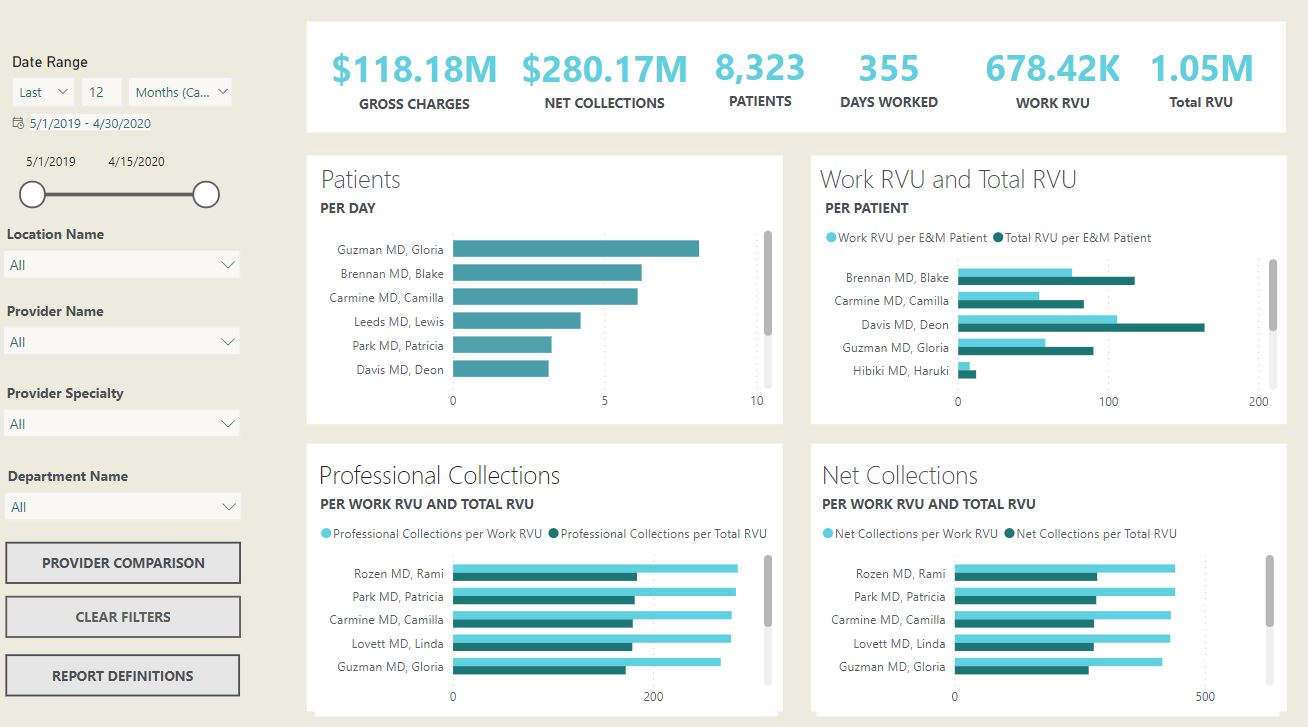 Date Range
Last 12 Months (Ca...
5/1/2019 - 4/30/2020
5/1/2019 4/15/2020
Location Name
All
Provider Name
All
Provider Specialty
All
Department Name
All
PROVIDER COMPARISON
CLEAR FILTERS
REPORT DEFINITIONS
$118.18M $280.17M 8,323 355 678.42K 1.05M
GROSS CHARGES NET COLLECTIONS PATIENTS DAYS WORKED WORK RVU Total RVU
Patients
PER DAY
Guzman MD, Gloria
Brennan MD, Blake
Carmine MD, Camilla
Leeds MD, Lewis
Park MD, Patricia
Davis MD, Deon
0 5 10
Work RVU and Total RVU
PER PATIENT
Work RVU per E&M Patient Total RVU per E&M Patient
Brennan MD, Blake
Carmine MD, Camilla
Davis MD, Deon
Guzman MD, Gloria
Hibiki MD, Haruki
0 100 200
Professional Collections
PER WORK RVU AND TOTAL RVU
Professional Collections per Work RVU Professional Collections per Total RVU
Rozen MD, Rami
Park MD, Patricia
Carmine MD, Camilla
Lovett MD, Linda
Guzman MD, Gloria
0 200
Net Collections
PER WORK RVU AND TOTAL RVU
Net Collections per Work RVU Net Collections per Total RVU
Rozen MD, Rami
Park MD, Patricia
Carmine MD, Camilla
Lovett MD, Linda
Guzman MD, Gloria
0 500